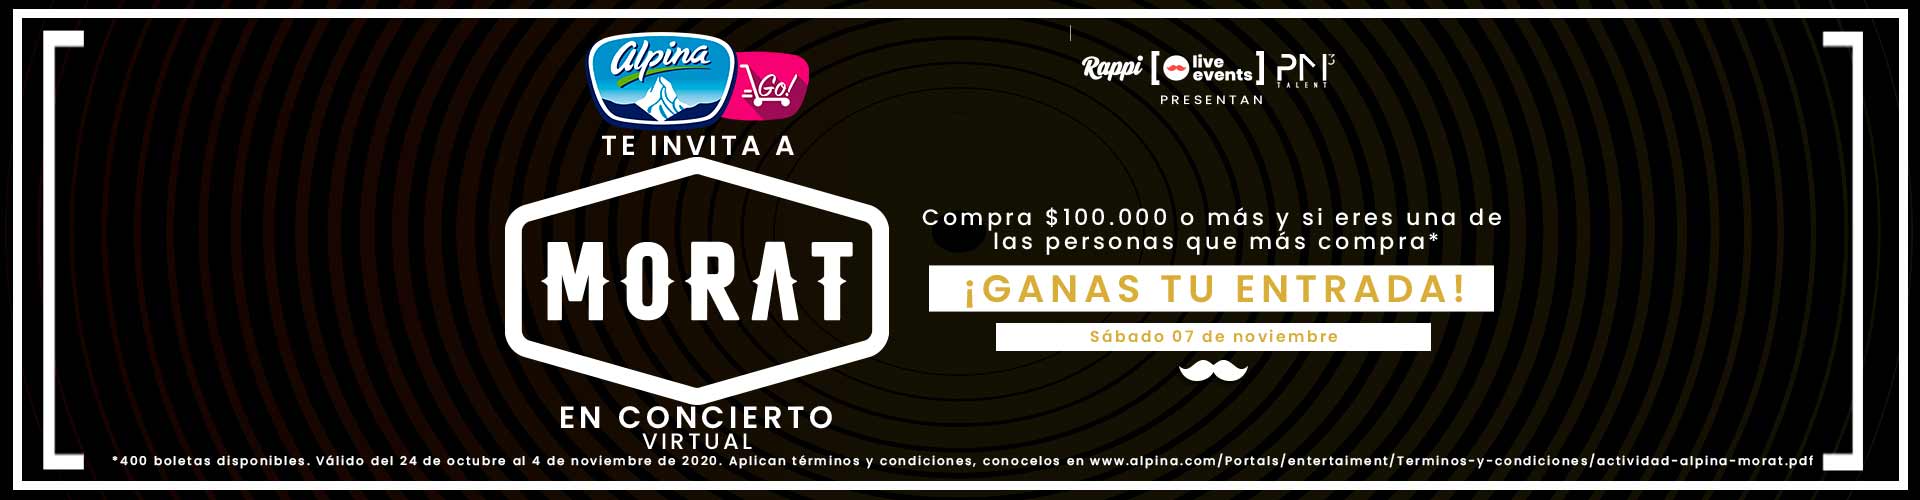 alpina
Go!
TE INVITA A
MORAT
EN CONCIERTO
VIRTUAL
Rappi [live events] PM3 TALENT
PRESENTAN
Compra $100.000 o más y si eres una de
las personas que más compra*
¡GANAS TU ENTRADA!
Sábado 07 de noviembre
*400 boletas disponibles. Válido del 24 de octubre al 4 de noviembre de 2020. Aplican términos y condiciones, conocelos en www.alpina.com/Portals/entertaiment/Terminos-y-condiciones/actividad-alpina-morat.pdf